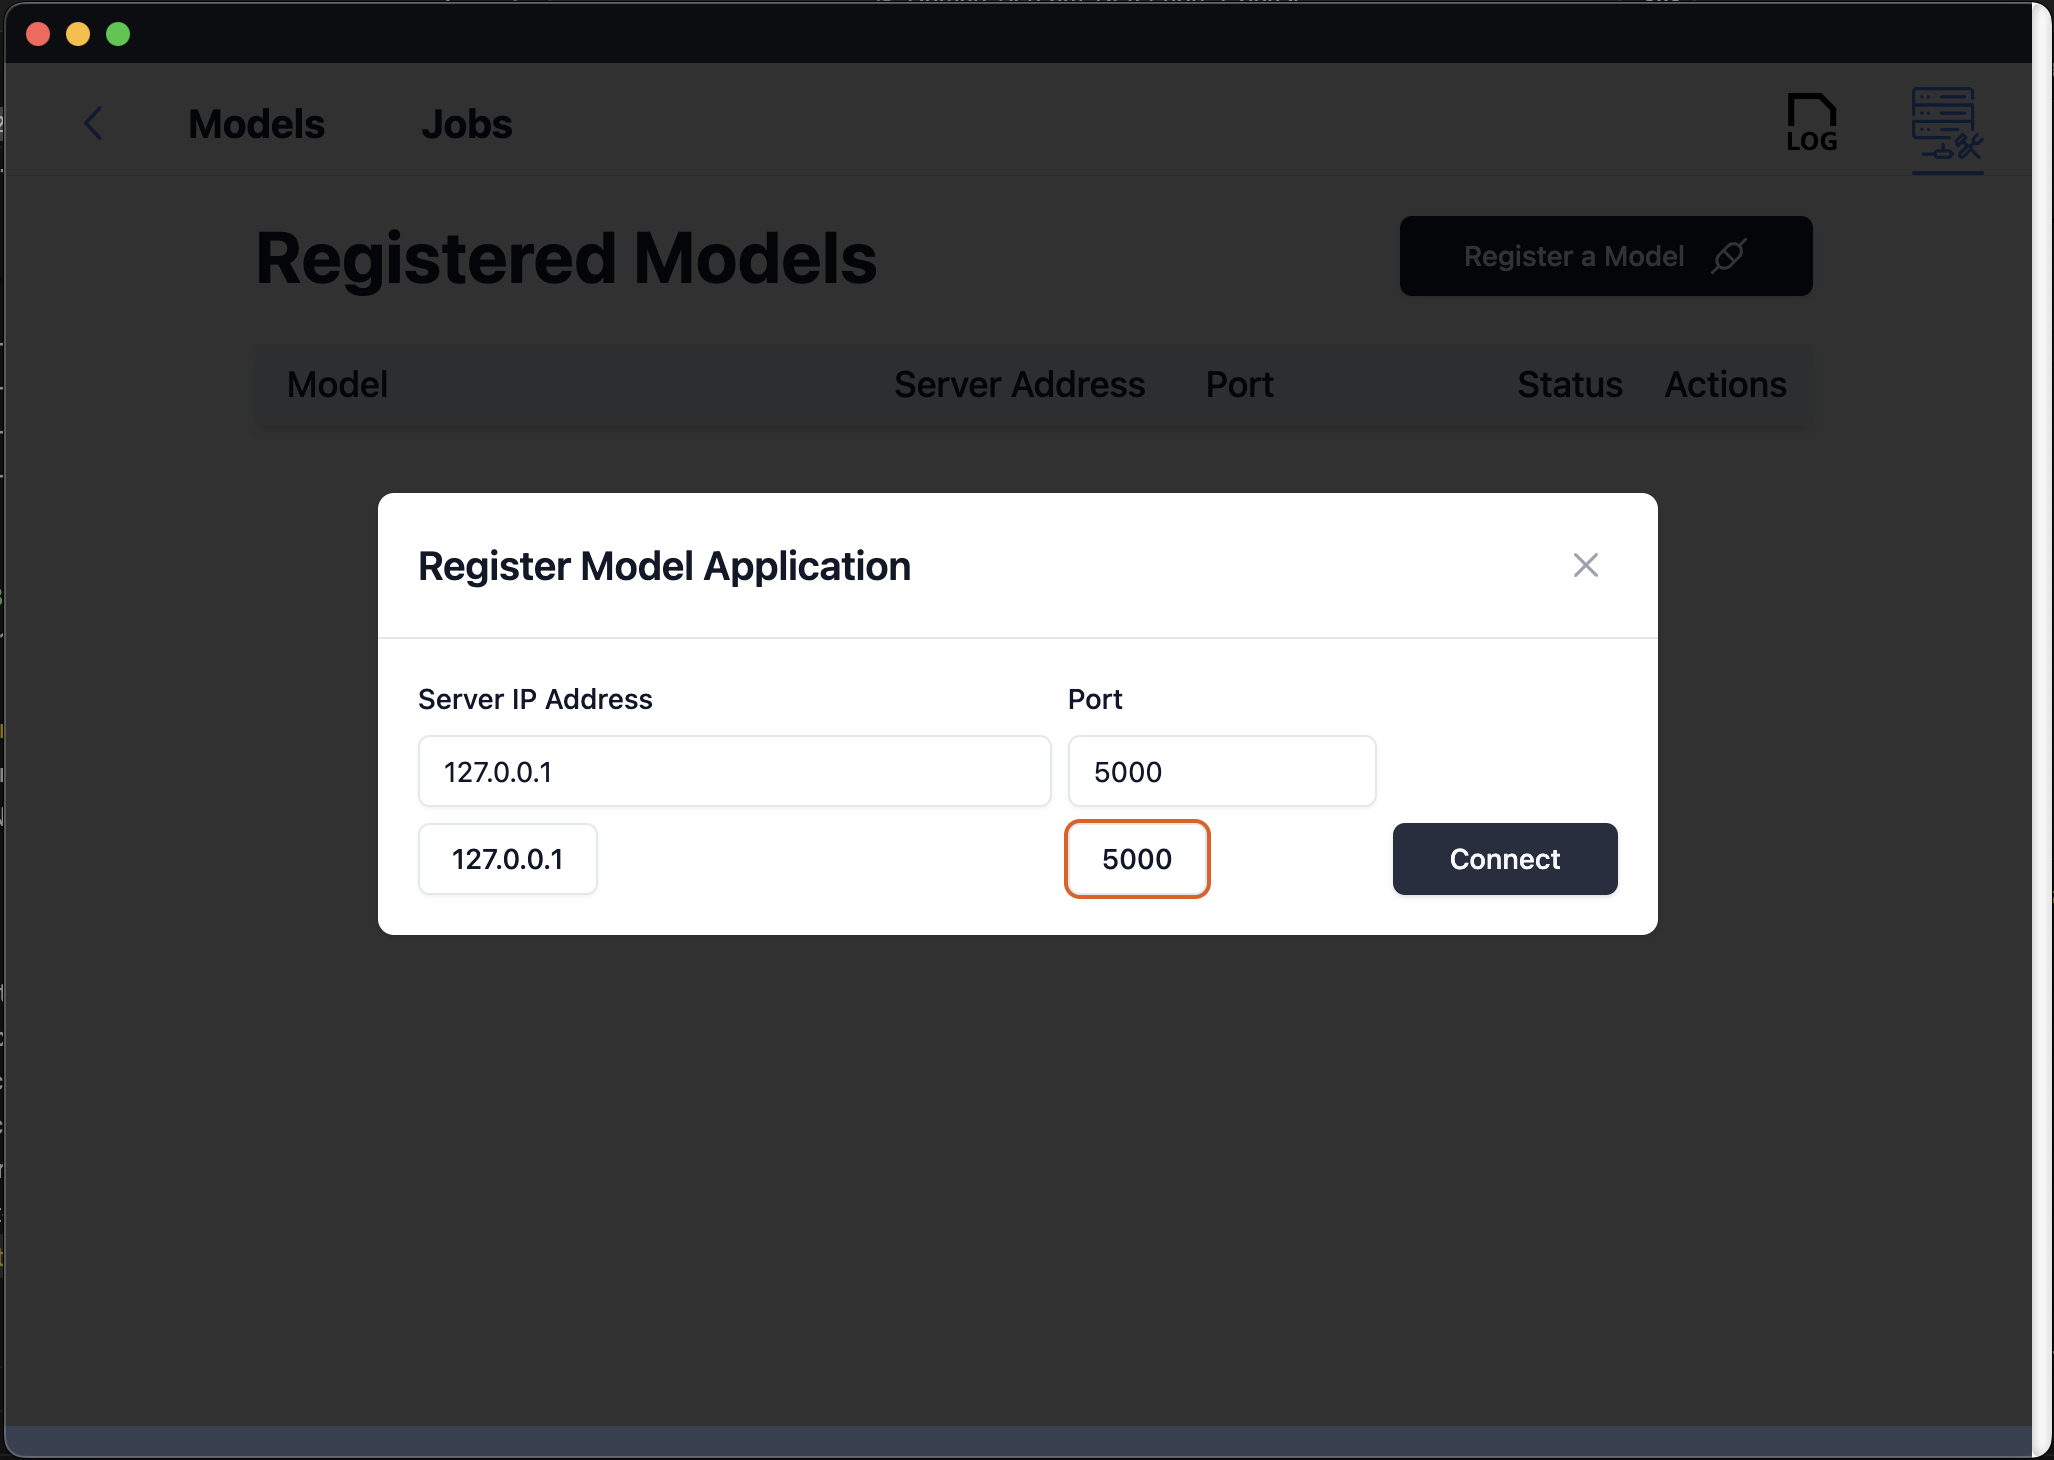 Models Jobs LOG
Registered Models
Register a Model
Model Server Address Port Status Actions
Register Model Application
Server IP Address Port
127.0.0.1 5000
127.0.0.1 5000 Connect